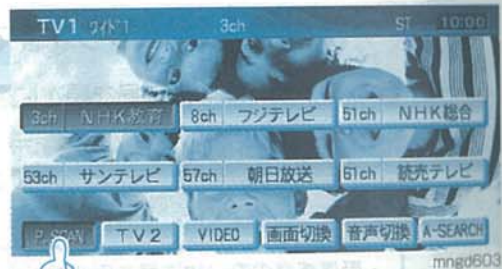 TV1 ワイド1 3ch ST 10:00
3ch NHK教育 8ch フジテレビ 51ch NHK総合
53ch サンテレビ 57ch 朝日放送 61ch 読売テレビ
P.SCAN TV2 VIDEO 画面切換 音声切換 A-SEARCH
mngd603